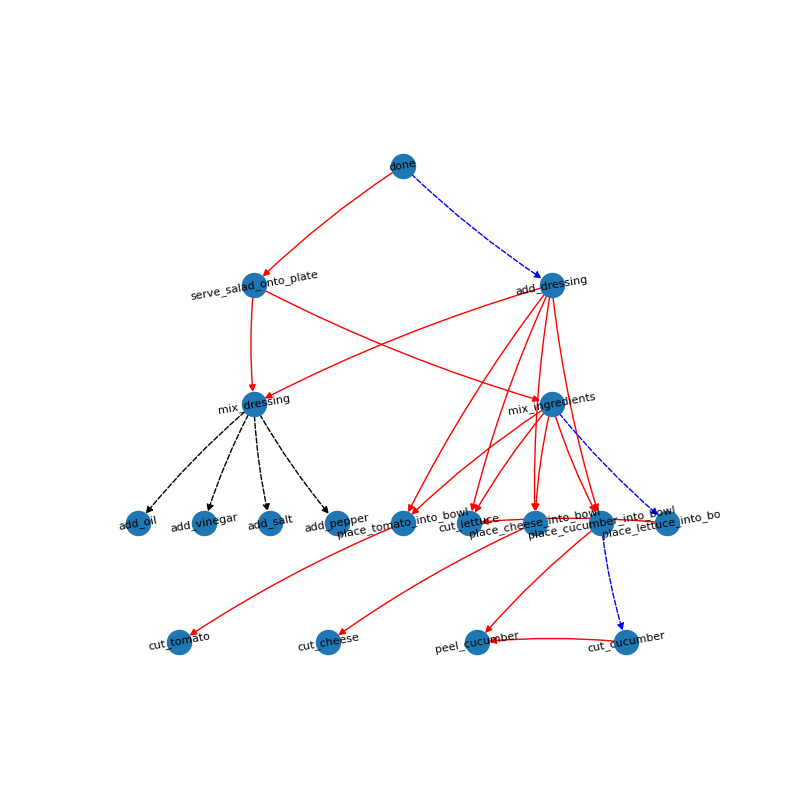 done
serve_salad_onto_plate
add_dressing
mix_dressing
mix_ingredients
add_oil
add_vinegar
add_salt
add_pepper
place_tomato_into_bowl
cut_lettuce
place_cheese_into_bowl
place_cucumber_into_bowl
place_lettuce_into_bo
cut_tomato
cut_cheese
peel_cucumber
cut_cucumber